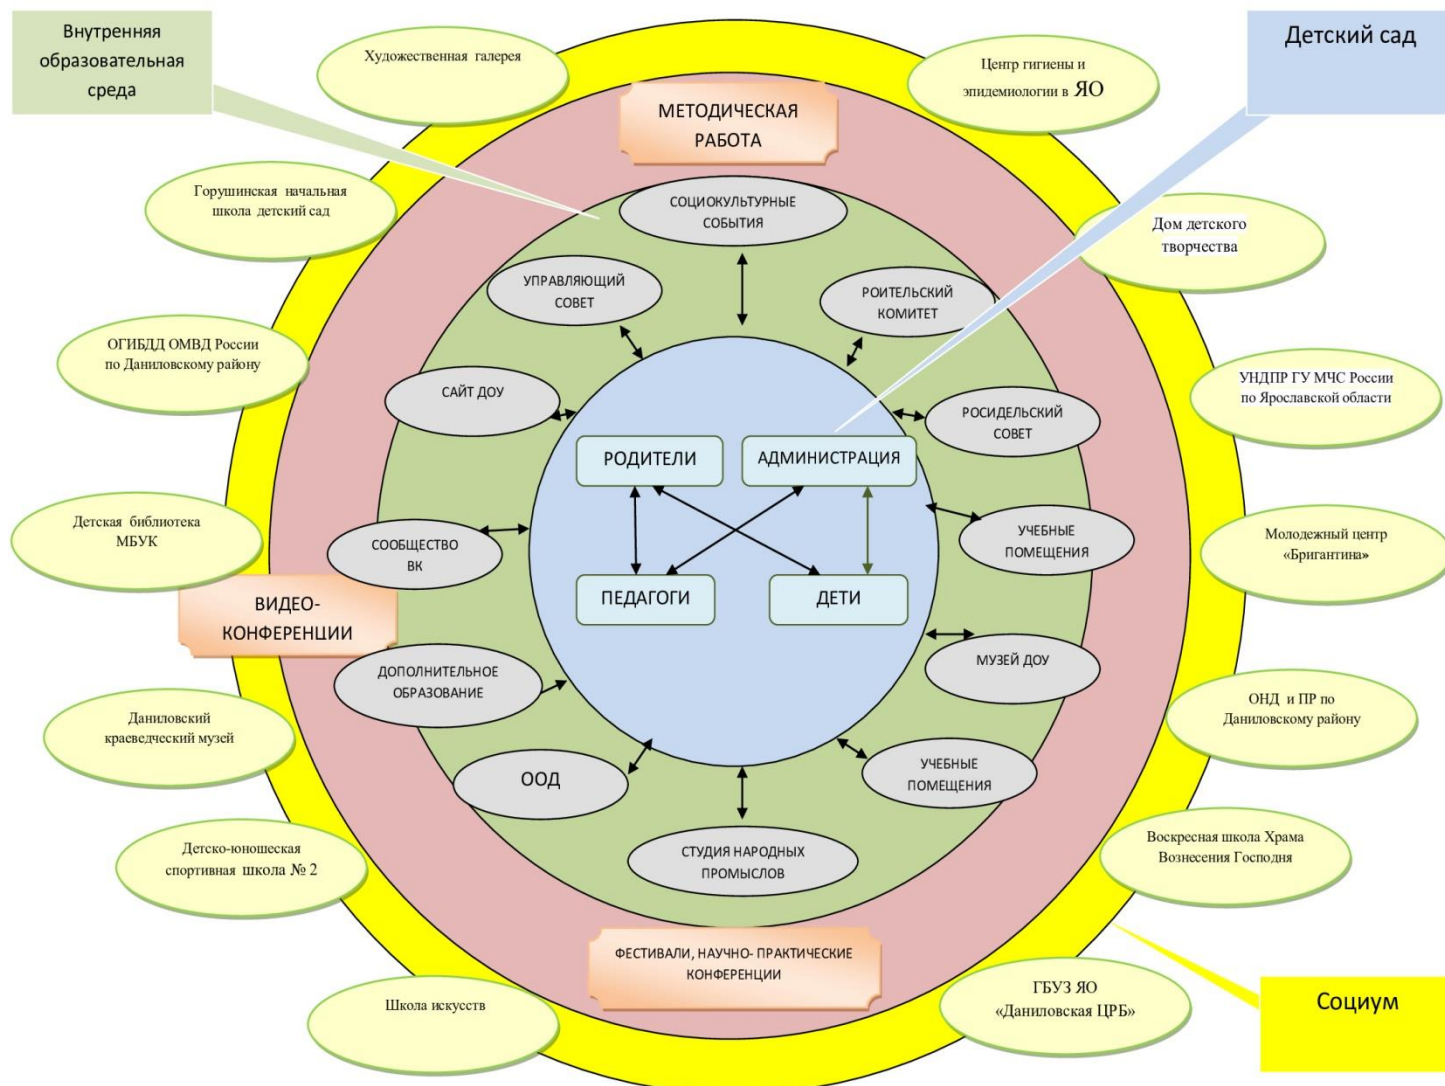 Внутренняя
образовательная
среда
Детский сад
Художественная галерея
Центр гигиены и
эпидемиологии в ЯО
МЕТОДИЧЕСКАЯ
РАБОТА
Горушинская начальная
школа детский сад
СОЦИОКУЛЬТУРНЫЕ
СОБЫТИЯ
Дом детского
творчества
УПРАВЛЯЮЩИЙ
СОВЕТ
РОИТЕЛЬСКИЙ
КОМИТЕТ
ОГИБДД ОМВД России
по Даниловскому району
САЙТ ДОУ
РОСИДЕЛЬСКИЙ
СОВЕТ
УНДПР ГУ МЧС России
по Ярославской области
РОДИТЕЛИ
АДМИНИСТРАЦИЯ
Детская библиотека
МБУК
СООБЩЕСТВО
ВК
УЧЕБНЫЕ
ПОМЕЩЕНИЯ
Молодежный центр
«Бригантина»
ПЕДАГОГИ
ДЕТИ
ВИДЕО-
КОНФЕРЕНЦИИ
ДОПОЛНИТЕЛЬНОЕ
ОБРАЗОВАНИЕ
МУЗЕЙ ДОУ
Даниловский
краеведческий музей
ОНД и ПР по
Даниловскому району
ООД
УЧЕБНЫЕ
ПОМЕЩЕНИЯ
Детско-юношеская
спортивная школа № 2
СТУДИЯ НАРОДНЫХ
ПРОМЫСЛОВ
Воскресная школа Храма
Вознесения Господня
ФЕСТИВАЛИ, НАУЧНО- ПРАКТИЧЕСКИЕ
КОНФЕРЕНЦИИ
Школа искусств
ГБУЗ ЯО
«Даниловская ЦРБ»
Социум